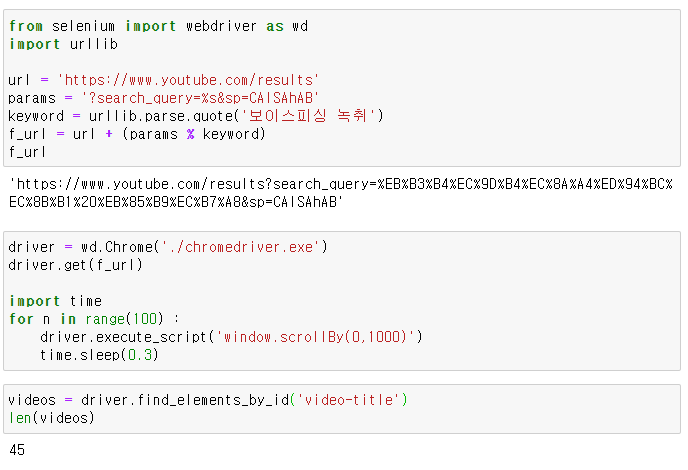 from selenium import webdriver as wd
import urllib
url = 'https://www.youtube.com/results'
params = '?search_query=%s&sp=CAISAhAB'
keyword = urllib.parse.quote('보이스피싱 녹취')
f_url = url + (params % keyword)
f_url
'https://www.youtube.com/results?search_query=%EB%B3%B4%EC%9D%B4%EC%8A%A4%ED%94%BC%
EC%8B%B1%20%EB%85%B9%EC%B7%A8&sp=CAISAhAB'
driver = wd.Chrome('./chromedriver.exe')
driver.get(f_url)
import time
for n in range(100) :
    driver.execute_script('window.scrollBy(0,1000)')
    time.sleep(0.3)
videos = driver.find_elements_by_id('video-title')
len(videos)
45